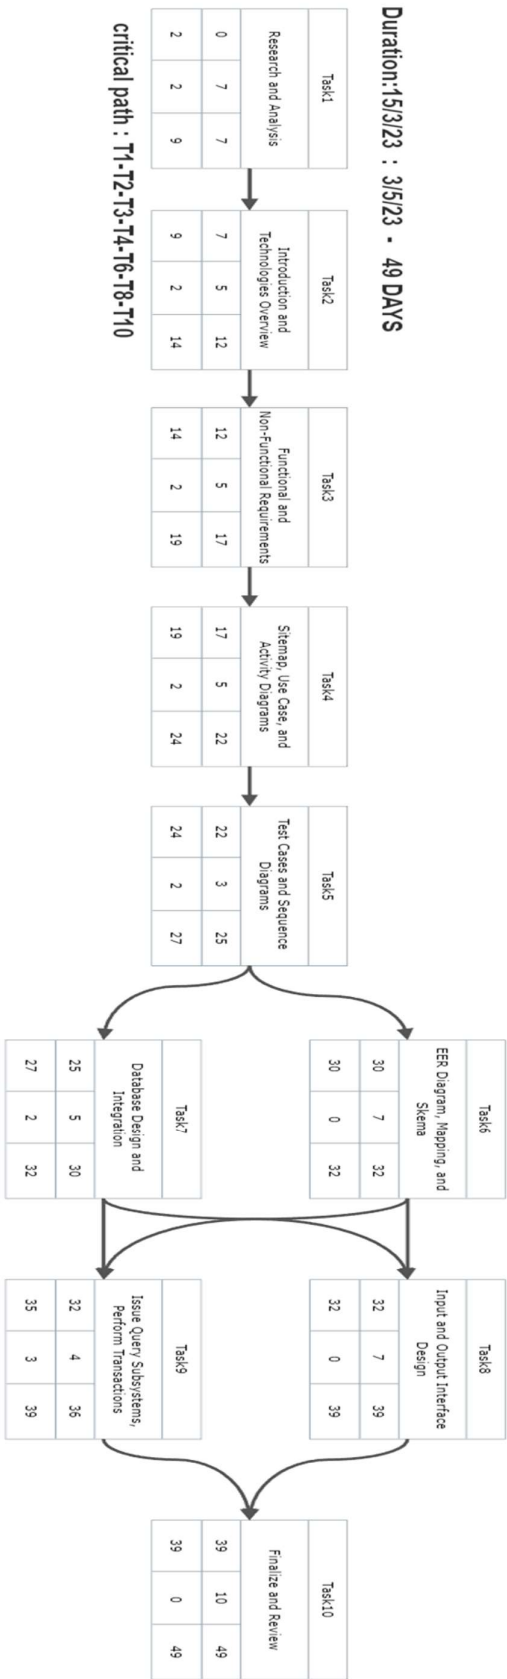 Duration:15/3/23 : 3/5/23 - 49 DAYS
Task1
Research and Analysis
0 7 7
2 2 9
Task2
Introduction and
Technologies Overview
7 5 12
9 2 14
Task3
Functional and
Non-Functional Requirements
12 5 17
14 2 19
Task4
Sitemap, Use Case, and
Activity Diagrams
17 5 22
19 2 24
Task5
Test Cases and Sequence
Diagrams
22 3 25
24 2 27
Task6
EER Diagram, Mapping, and
Skema
30 7 32
30 0 32
Task7
Database Design and
Integration
25 5 30
27 2 32
Task8
Input and Output Interface
Design
32 7 39
32 0 39
Task9
Issue Query Subsystems,
Perform Transactions
32 4 36
35 3 39
Task10
Finalize and Review
39 10 49
39 0 49
critical path : T1-T2-T3-T4-T6-T8-T10